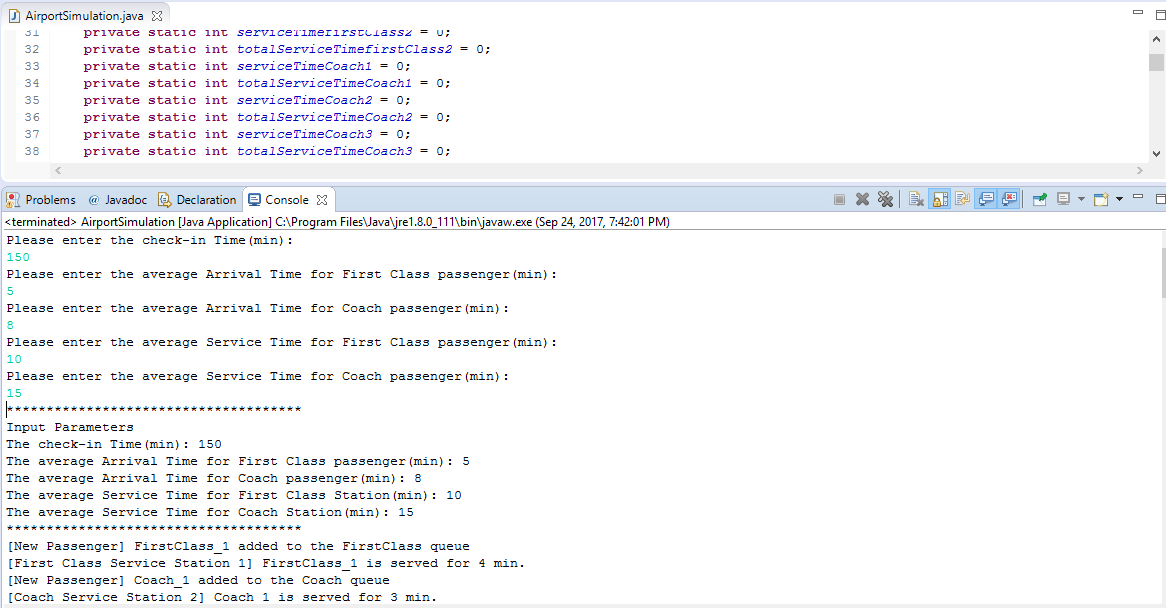 AirportSimulation.java
31 private static int serviceTimefirstClass2 = 0;
32 private static int totalServiceTimefirstClass2 = 0;
33 private static int serviceTimeCoach1 = 0;
34 private static int totalServiceTimeCoach1 = 0;
35 private static int serviceTimeCoach2 = 0;
36 private static int totalServiceTimeCoach2 = 0;
37 private static int serviceTimeCoach3 = 0;
38 private static int totalServiceTimeCoach3 = 0;
Problems @ Javadoc Declaration Console
<terminated> AirportSimulation [Java Application] C:\Program Files\Java\jre1.8.0_111\bin\javaw.exe (Sep 24, 2017, 7:42:01 PM)
Please enter the check-in Time(min):
150
Please enter the average Arrival Time for First Class passenger(min):
5
Please enter the average Arrival Time for Coach passenger(min):
8
Please enter the average Service Time for First Class passenger(min):
10
Please enter the average Service Time for Coach passenger(min):
15
*************************************
Input Parameters
The check-in Time(min): 150
The average Arrival Time for First Class passenger(min): 5
The average Arrival Time for Coach passenger(min): 8
The average Service Time for First Class Station(min): 10
The average Service Time for Coach Station(min): 15
*************************************
[New Passenger] FirstClass_1 added to the FirstClass queue
[First Class Service Station 1] FirstClass_1 is served for 4 min.
[New Passenger] Coach_1 added to the Coach queue
[Coach Service Station 2] Coach 1 is served for 3 min.